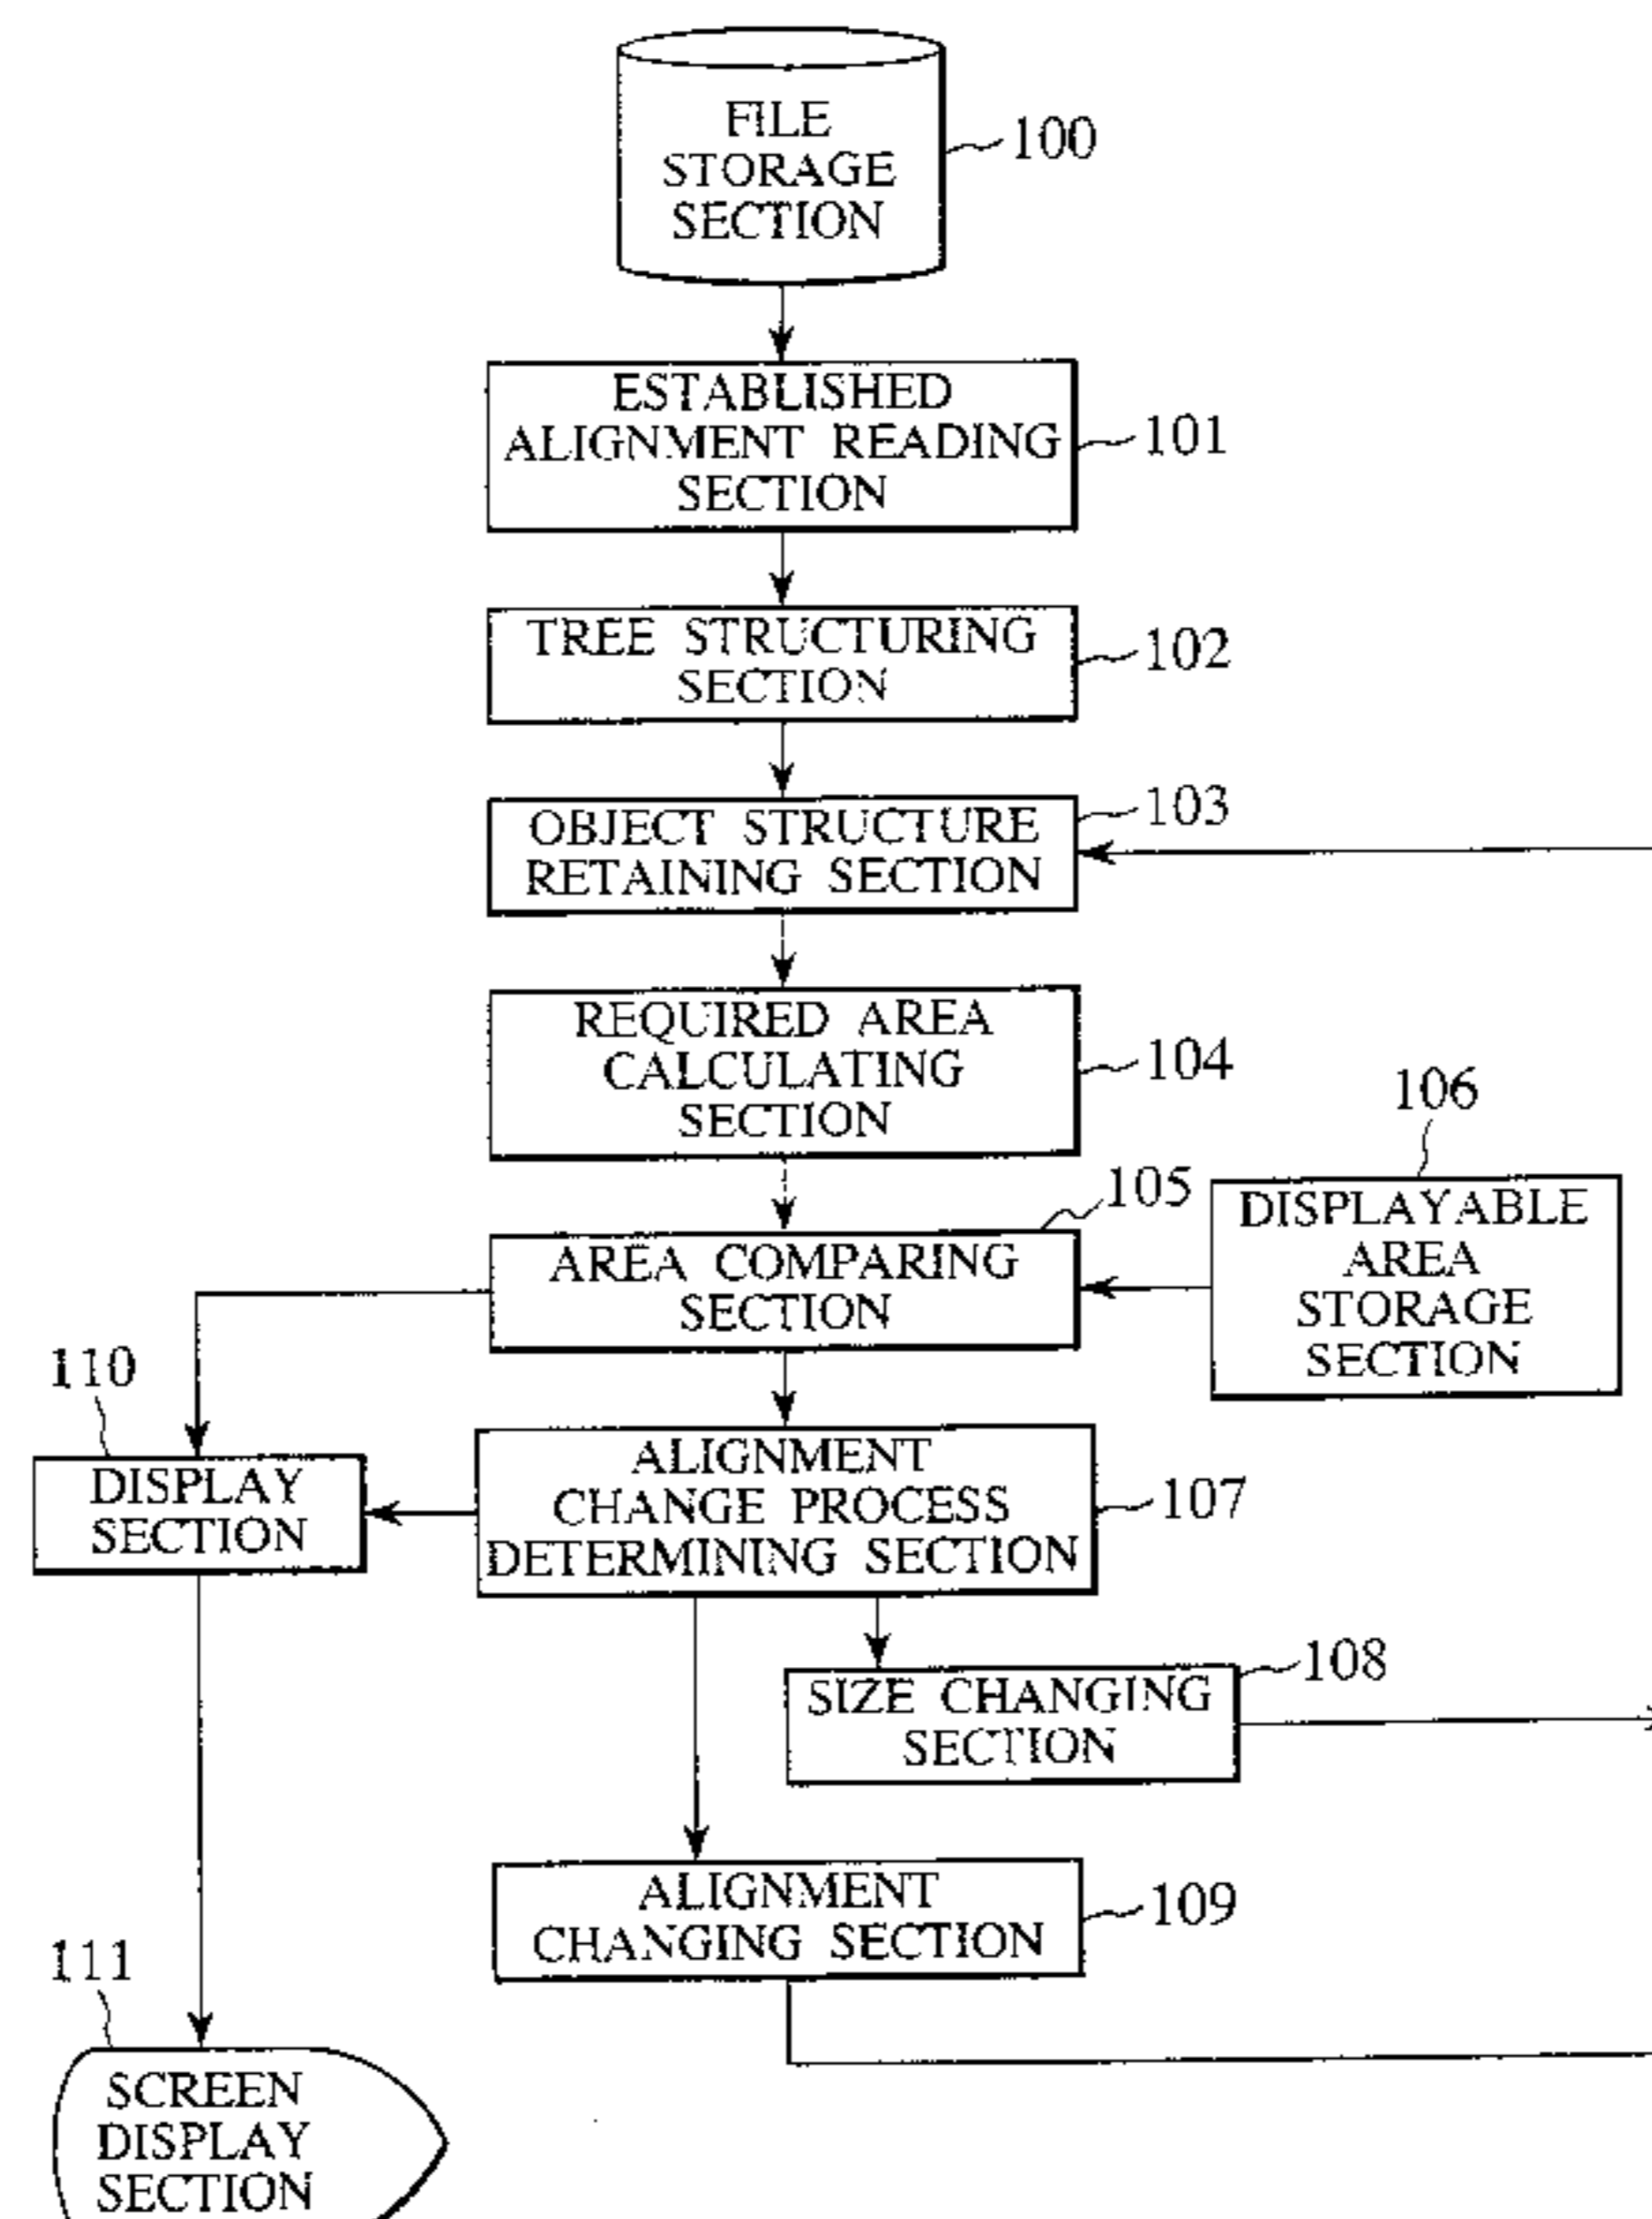 FILE
STORAGE
SECTION
100
ESTABLISHED
ALIGNMENT READING
SECTION
101
TREE STRUCTURING
SECTION
102
OBJECT STRUCTURE
RETAINING SECTION
103
REQUIRED AREA
CALCULATING
SECTION
104
105
AREA COMPARING
SECTION
106
DISPLAYABLE
AREA
STORAGE
SECTION
110
DISPLAY
SECTION
ALIGNMENT
CHANGE PROCESS
DETERMINING SECTION
107
SIZE CHANGING
SECTION
108
ALIGNMENT
CHANGING SECTION
109
111
SCREEN
DISPLAY
SECTION